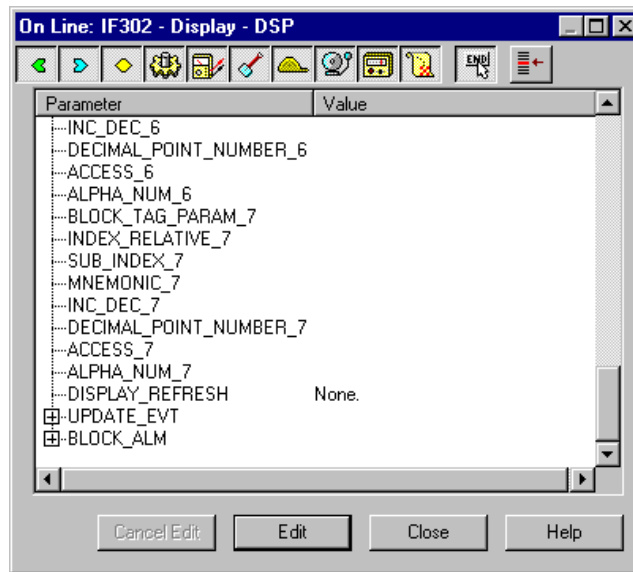 On Line: IF302 - Display - DSP
END
Parameter Value
INC_DEC_6
DECIMAL_POINT_NUMBER_6
ACCESS_6
ALPHA_NUM_6
BLOCK_TAG_PARAM_7
INDEX_RELATIVE_7
SUB_INDEX_7
MNEMONIC_7
INC_DEC_7
DECIMAL_POINT_NUMBER_7
ACCESS_7
ALPHA_NUM_7
DISPLAY_REFRESH None.
UPDATE_EVT
BLOCK_ALM
Cancel Edit Edit Close Help